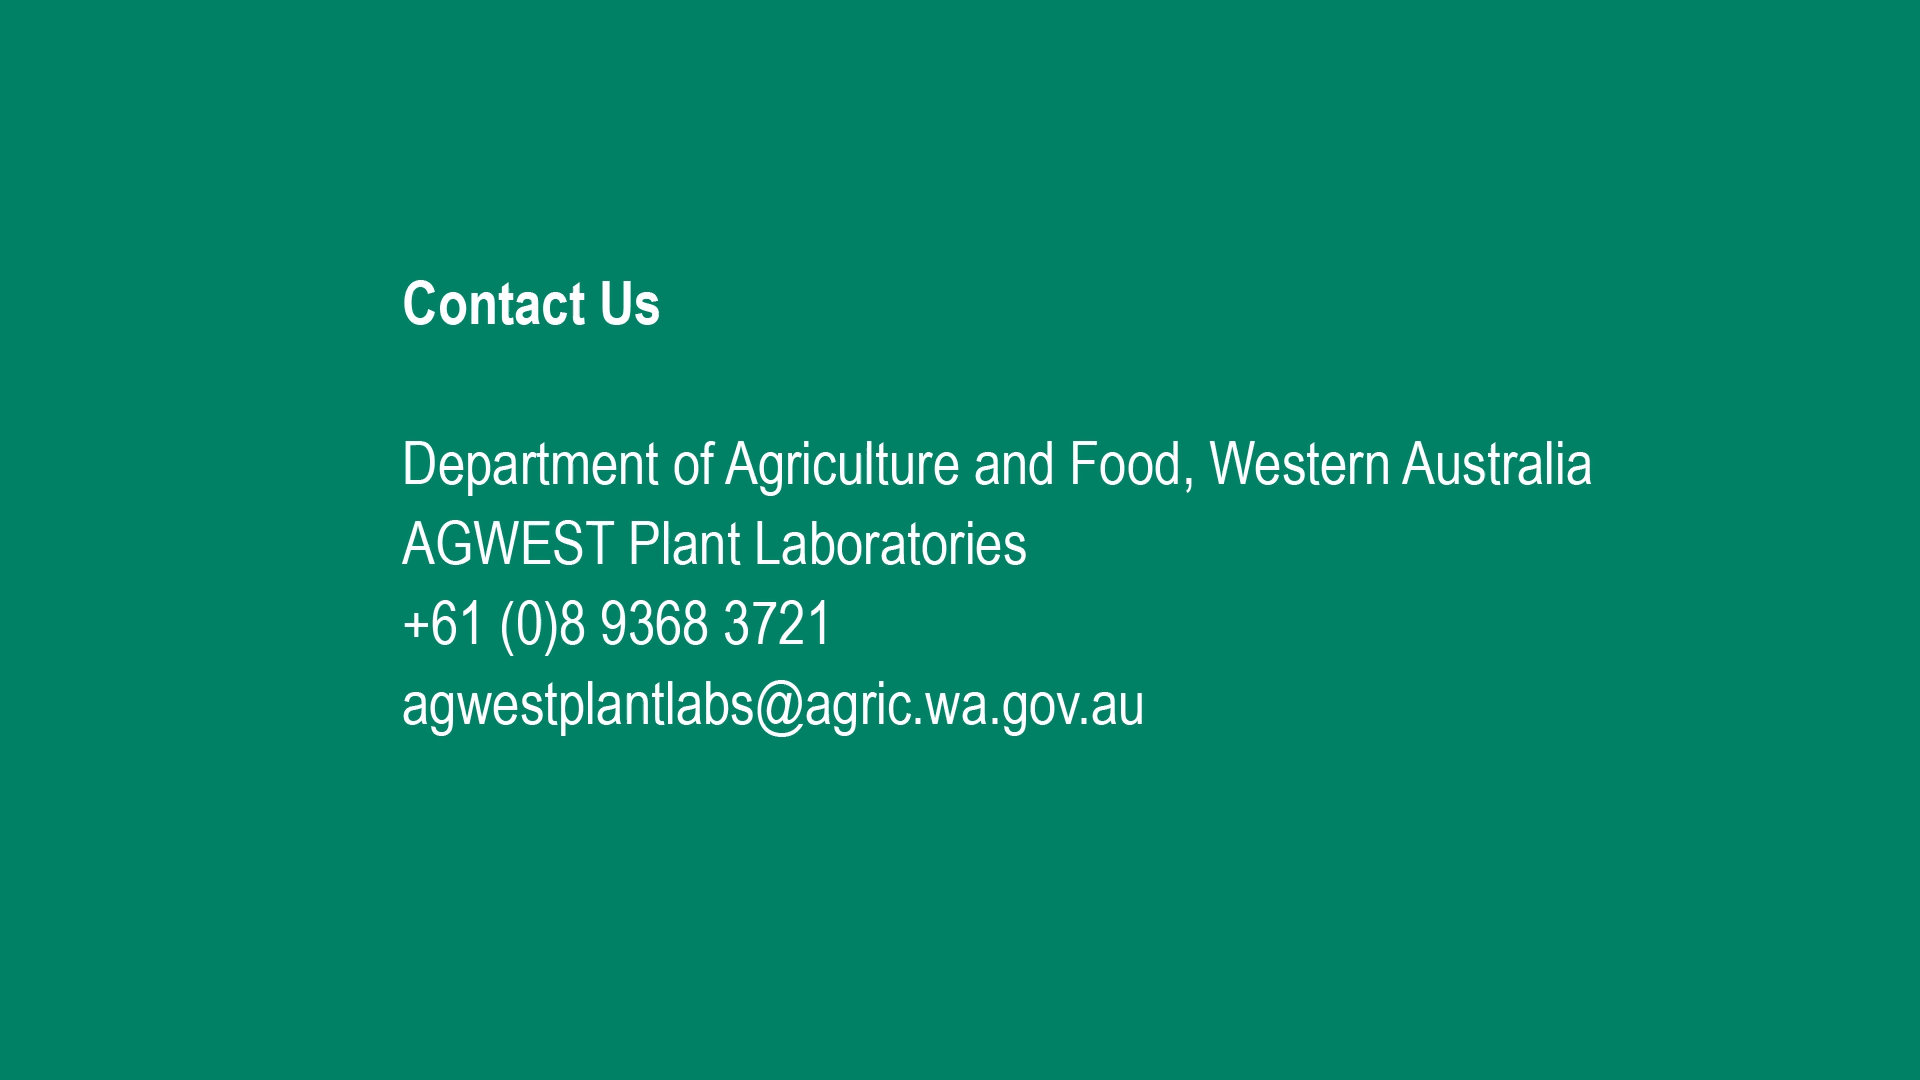 Contact Us
Department of Agriculture and Food, Western Australia
AGWEST Plant Laboratories
+61 (0)8 9368 3721
agwestplantlabs@agric.wa.gov.au